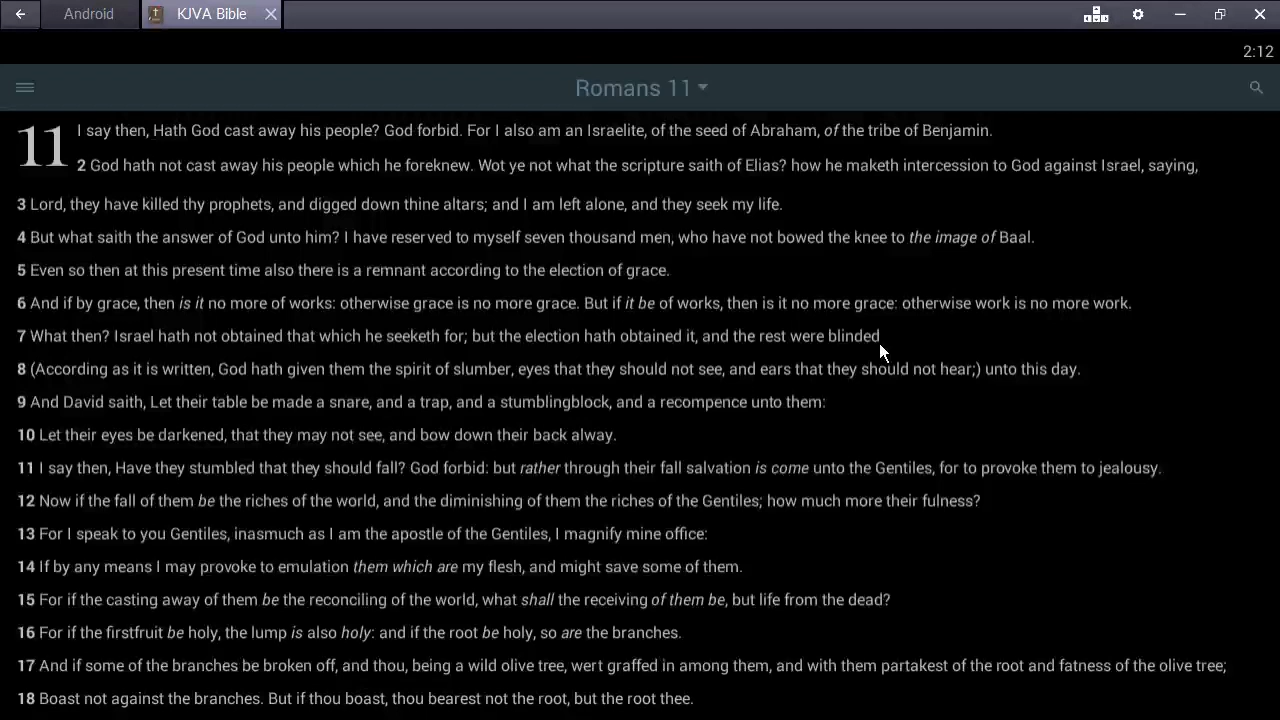 Android
KJVA Bible
2:12
Romans 11
11 I say then, Hath God cast away his people? God forbid. For I also am an Israelite, of the seed of Abraham, of the tribe of Benjamin.
2 God hath not cast away his people which he foreknew. Wot ye not what the scripture saith of Elias? how he maketh intercession to God against Israel, saying,
3 Lord, they have killed thy prophets, and digged down thine altars; and I am left alone, and they seek my life.
4 But what saith the answer of God unto him? I have reserved to myself seven thousand men, who have not bowed the knee to the image of Baal.
5 Even so then at this present time also there is a remnant according to the election of grace.
6 And if by grace, then is it no more of works: otherwise grace is no more grace. But if it be of works, then is it no more grace: otherwise work is no more work.
7 What then? Israel hath not obtained that which he seeketh for; but the election hath obtained it, and the rest were blinded
8 (According as it is written, God hath given them the spirit of slumber, eyes that they should not see, and ears that they should not hear;) unto this day.
9 And David saith, Let their table be made a snare, and a trap, and a stumblingblock, and a recompence unto them:
10 Let their eyes be darkened, that they may not see, and bow down their back alway.
11 I say then, Have they stumbled that they should fall? God forbid: but rather through their fall salvation is come unto the Gentiles, for to provoke them to jealousy.
12 Now if the fall of them be the riches of the world, and the diminishing of them the riches of the Gentiles; how much more their fulness?
13 For I speak to you Gentiles, inasmuch as I am the apostle of the Gentiles, I magnify mine office:
14 If by any means I may provoke to emulation them which are my flesh, and might save some of them.
15 For if the casting away of them be the reconciling of the world, what shall the receiving of them be, but life from the dead?
16 For if the firstfruit be holy, the lump is also holy: and if the root be holy, so are the branches.
17 And if some of the branches be broken off, and thou, being a wild olive tree, wert graffed in among them, and with them partakest of the root and fatness of the olive tree;
18 Boast not against the branches. But if thou boast, thou bearest not the root, but the root thee.